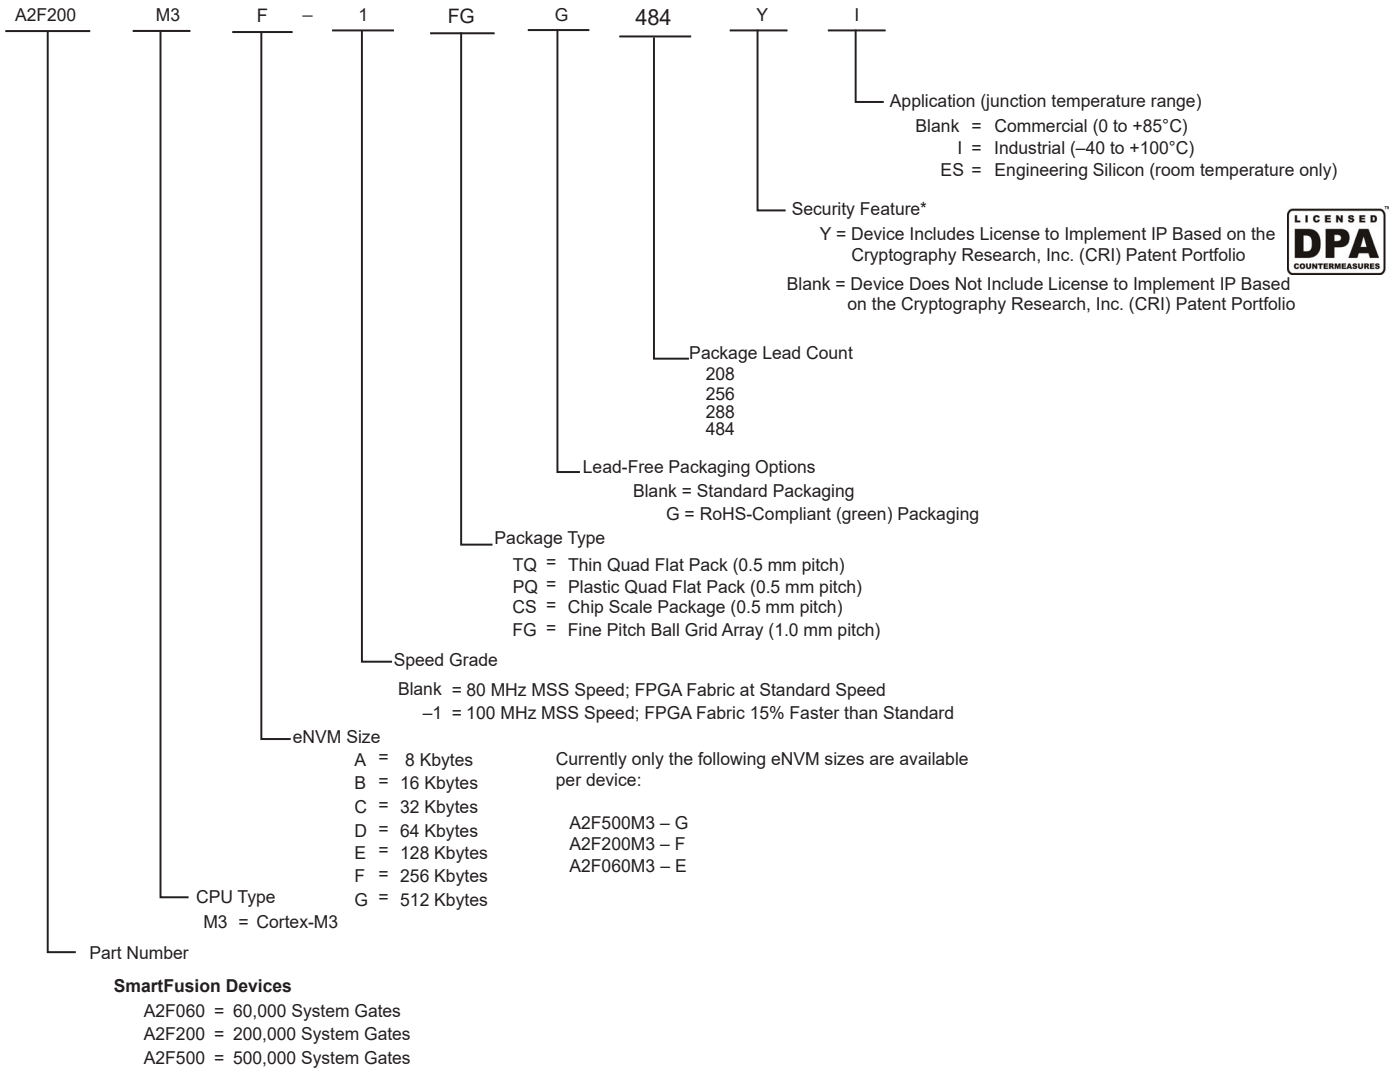 A2F200 M3 F – 1 FG G 484 Y I
Application (junction temperature range)
Blank = Commercial (0 to +85°C)
I = Industrial (–40 to +100°C)
ES = Engineering Silicon (room temperature only)
Security Feature*
Y = Device Includes License to Implement IP Based on the
Cryptography Research, Inc. (CRI) Patent Portfolio
LICENSED
DPA
COUNTERMEASURES
™
Blank = Device Does Not Include License to Implement IP Based
on the Cryptography Research, Inc. (CRI) Patent Portfolio
Package Lead Count
208
256
288
484
Lead-Free Packaging Options
Blank = Standard Packaging
G = RoHS-Compliant (green) Packaging
Package Type
TQ = Thin Quad Flat Pack (0.5 mm pitch)
PQ = Plastic Quad Flat Pack (0.5 mm pitch)
CS = Chip Scale Package (0.5 mm pitch)
FG = Fine Pitch Ball Grid Array (1.0 mm pitch)
Speed Grade
Blank = 80 MHz MSS Speed; FPGA Fabric at Standard Speed
–1 = 100 MHz MSS Speed; FPGA Fabric 15% Faster than Standard
eNVM Size
A = 8 Kbytes
B = 16 Kbytes
C = 32 Kbytes
D = 64 Kbytes
E = 128 Kbytes
F = 256 Kbytes
G = 512 Kbytes
Currently only the following eNVM sizes are available
per device:
A2F500M3 – G
A2F200M3 – F
A2F060M3 – E
CPU Type
M3 = Cortex-M3
Part Number
SmartFusion Devices
A2F060 = 60,000 System Gates
A2F200 = 200,000 System Gates
A2F500 = 500,000 System Gates